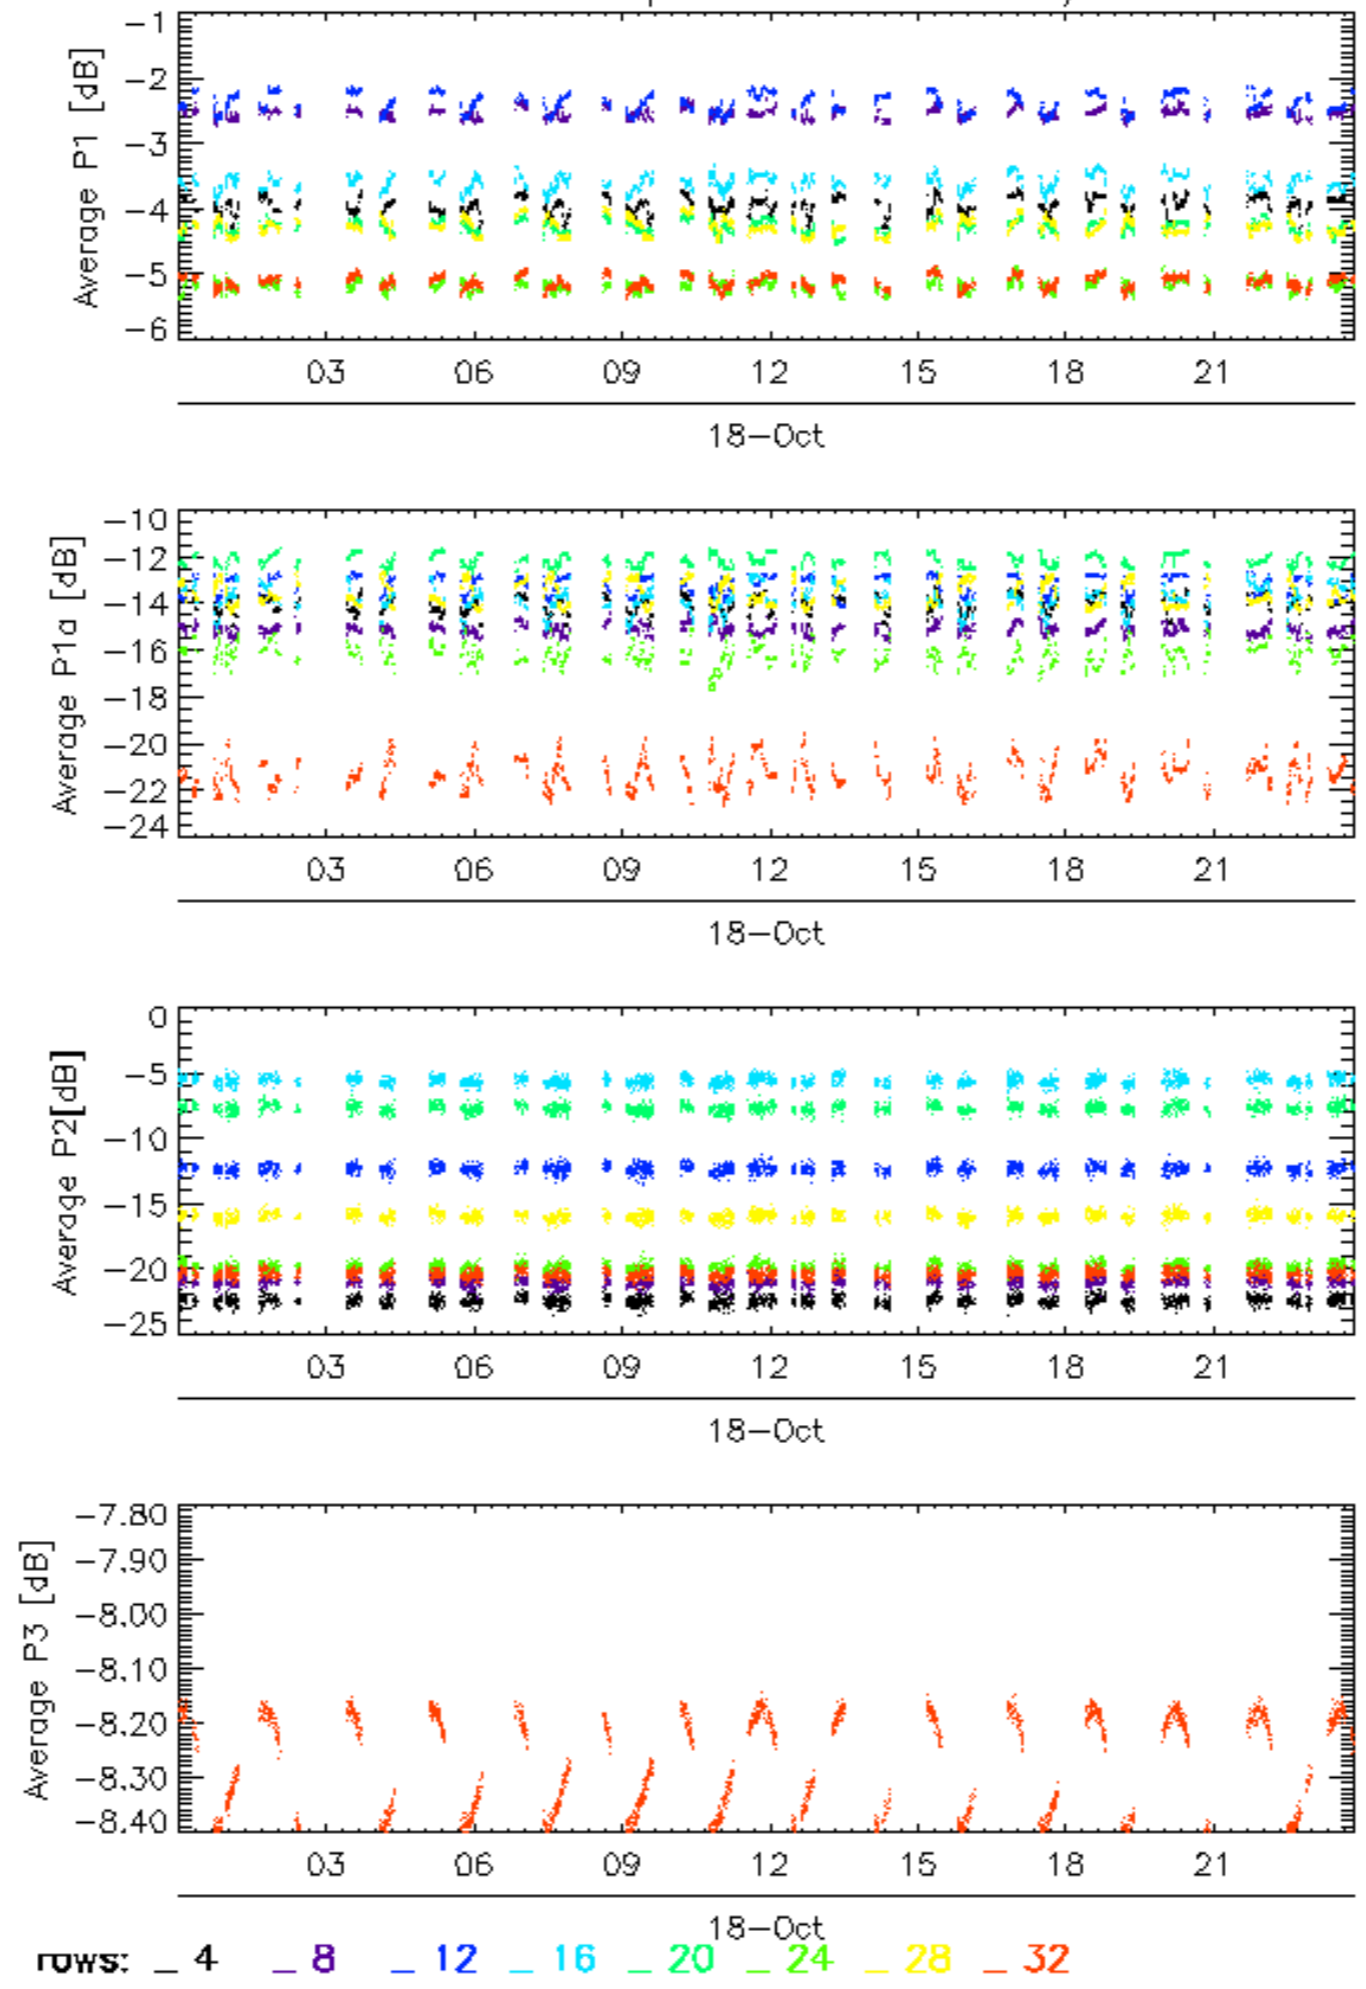 Average P1 [dB]
-1
-2
-3
-4
-5
-6
03 06 09 12 15 18 21
18-Oct
Average P1a [dB]
-10
-12
-14
-16
-18
-20
-22
-24
03 06 09 12 15 18 21
18-Oct
Average P2[dB]
0
-5
-10
-15
-20
-25
03 06 09 12 15 18 21
18-Oct
Average P3 [dB]
-7.80
-7.90
-8.00
-8.10
-8.20
-8.30
-8.40
03 06 09 12 15 18 21
18-Oct
rows: _ 4 _ 8 _ 12 _ 16 _ 20 _ 24 _ 28 _ 32